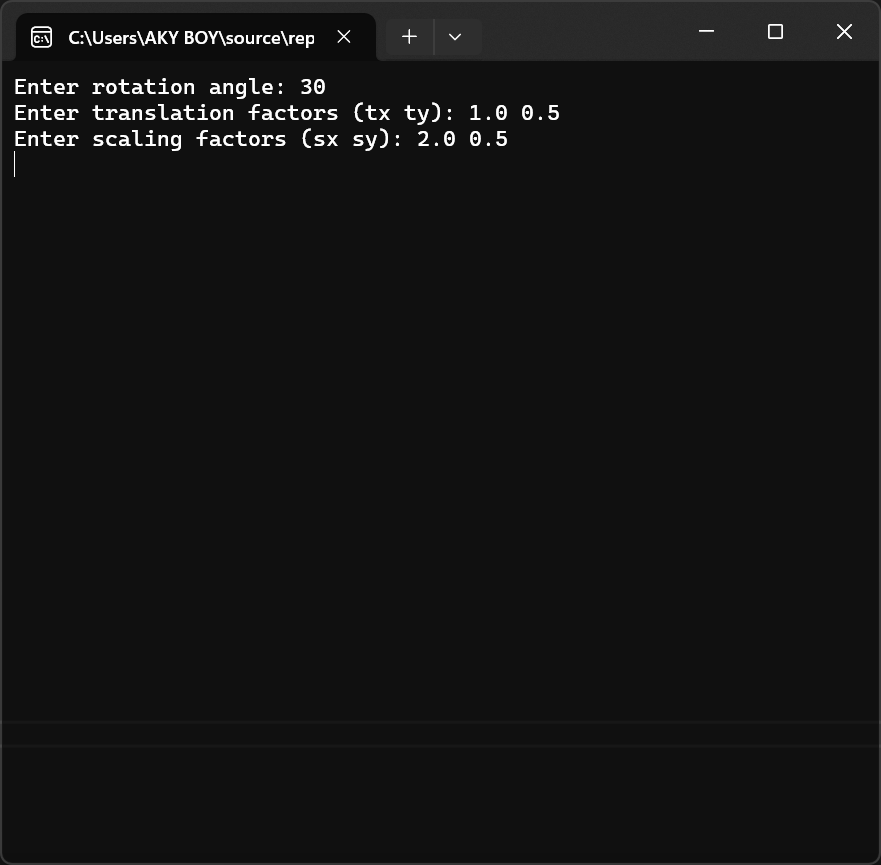 C:\Users\AKY BOY\source\rep
Enter rotation angle: 30
Enter translation factors (tx ty): 1.0 0.5
Enter scaling factors (sx sy): 2.0 0.5